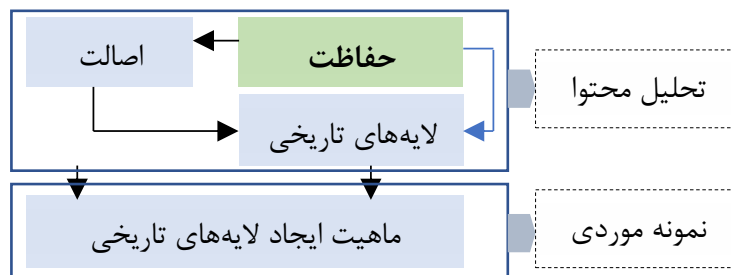 حفاظت
اصالت
تحلیل محتوا
لایه‌های تاریخی
نمونه موردی
ماهیت ایجاد لایه‌های تاریخی